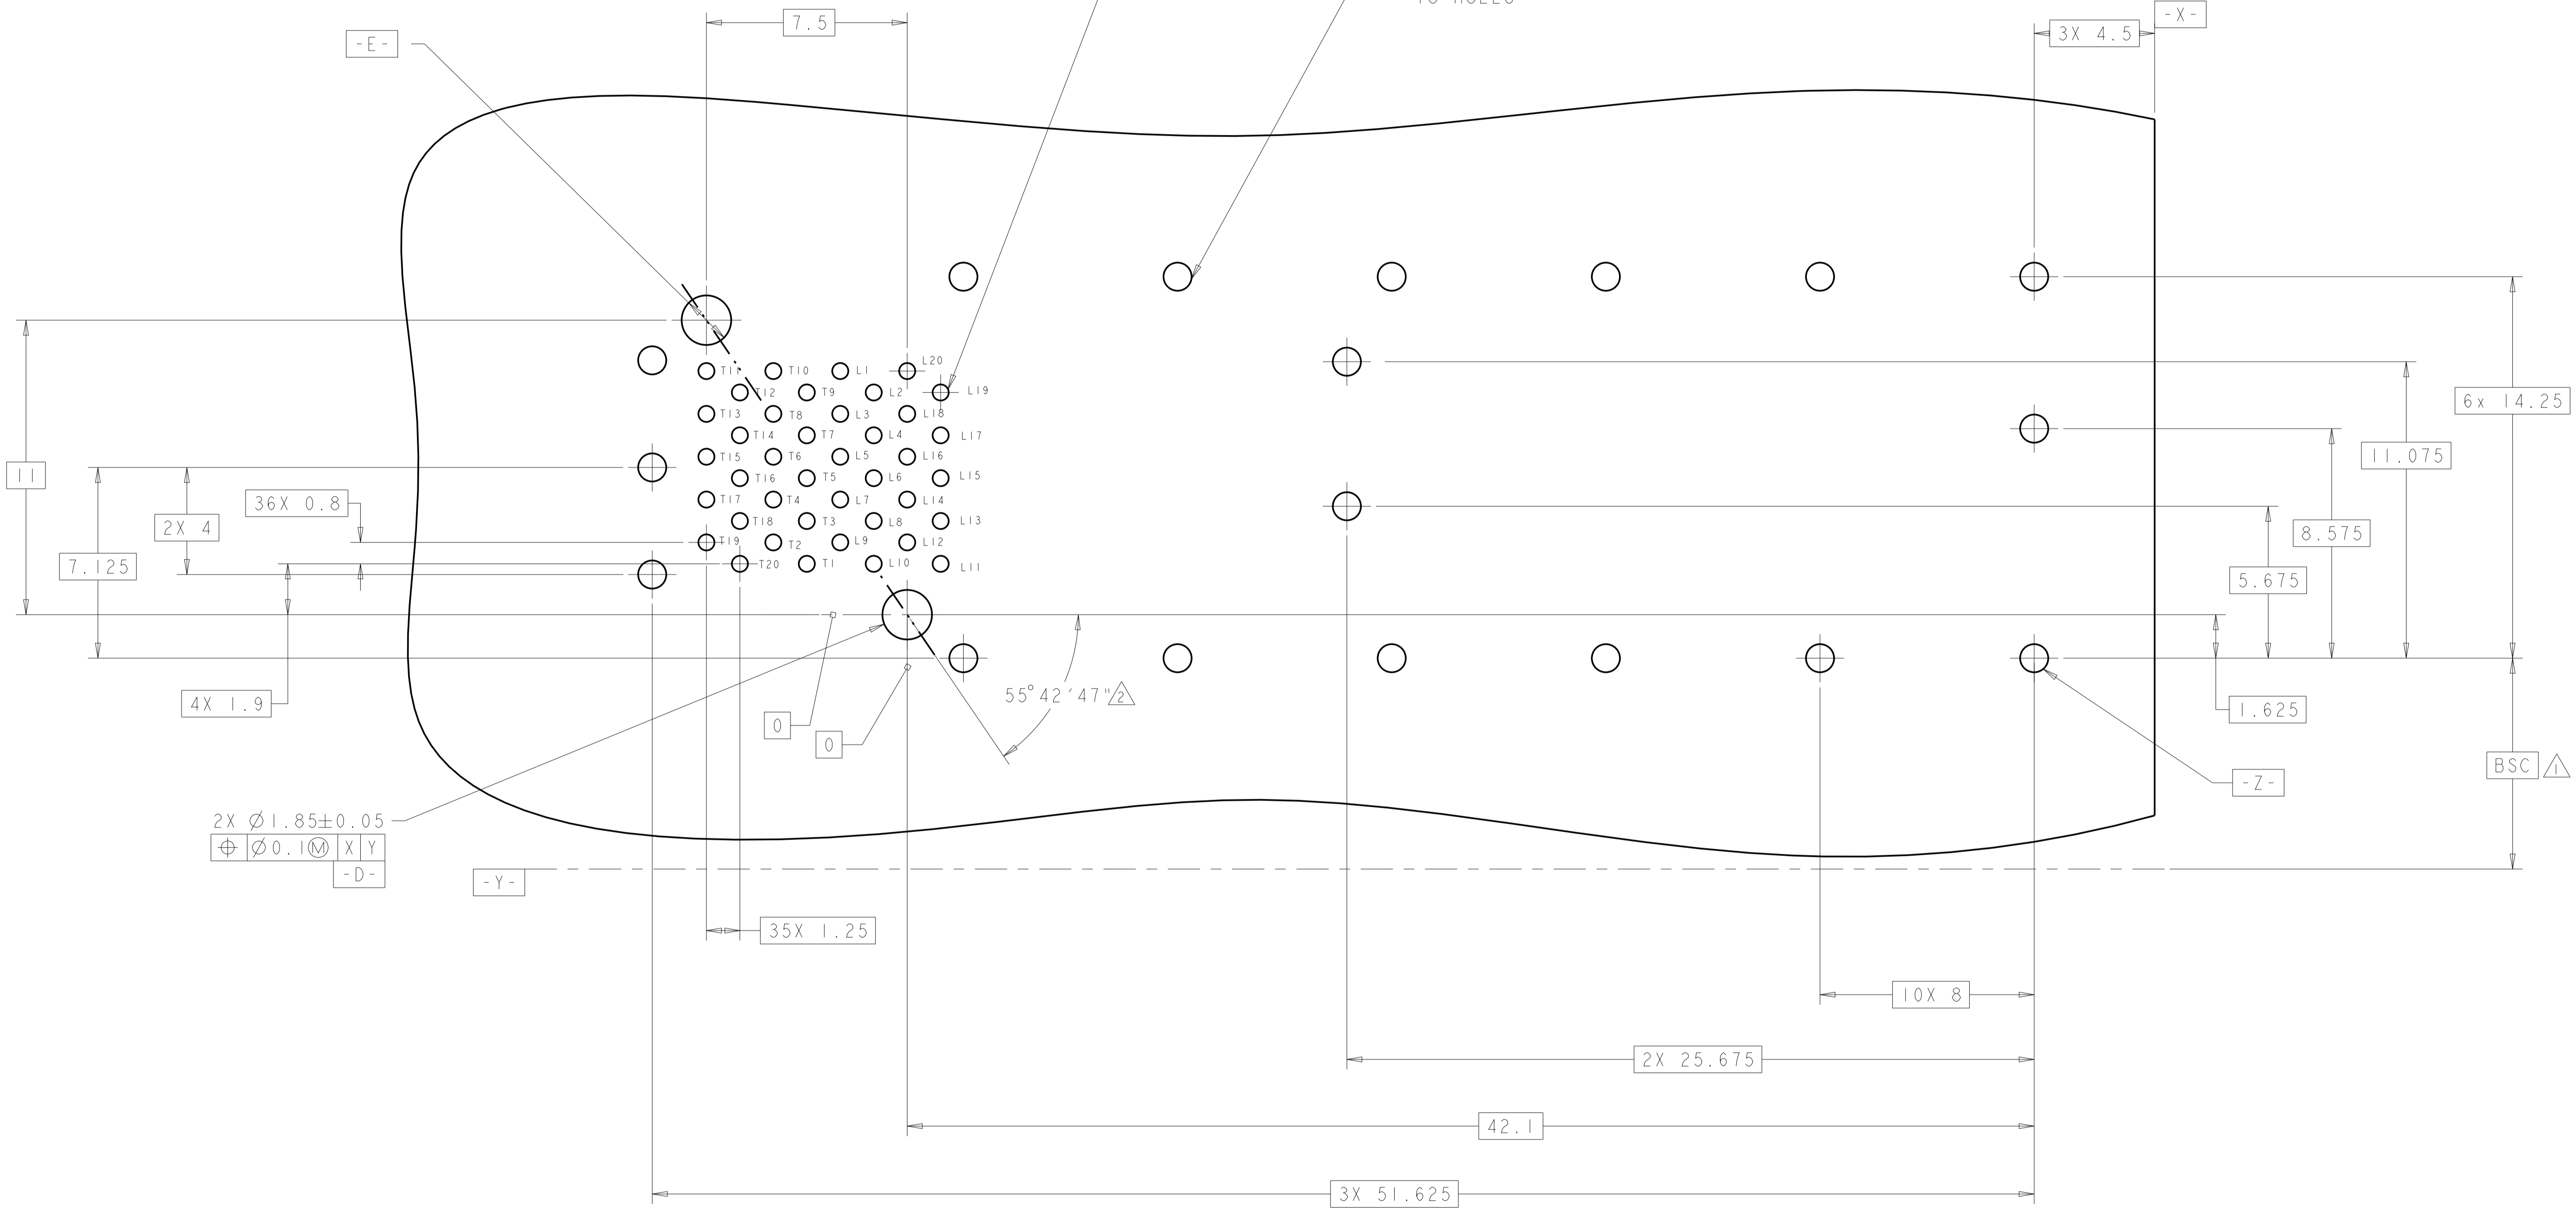 7.5
-X-
3X 4.5
-E-
L20
T11 T10 L1
T12 T9 L2 L19
T13 T8 L3 L18
6x 14.25
T14 T7 L4 L17
T15 T6 L5 L16
11.075
11
T16 T5 L6 L15
36X 0.8
T17 T4 L7 L14
2X 4
T18 T3 L8 L13
8.575
T19 T2 L9 L12
7.125
T20 T1 L10 L11
5.675
55°42'47" 2
4X 1.9
1.625
0
0
BSC 1
-Z-
2X Ø1.85±0.05
⌖ Ø0.1Ⓜ X Y
-D-
-Y-
35X 1.25
10X 8
2X 25.675
42.1
3X 51.625